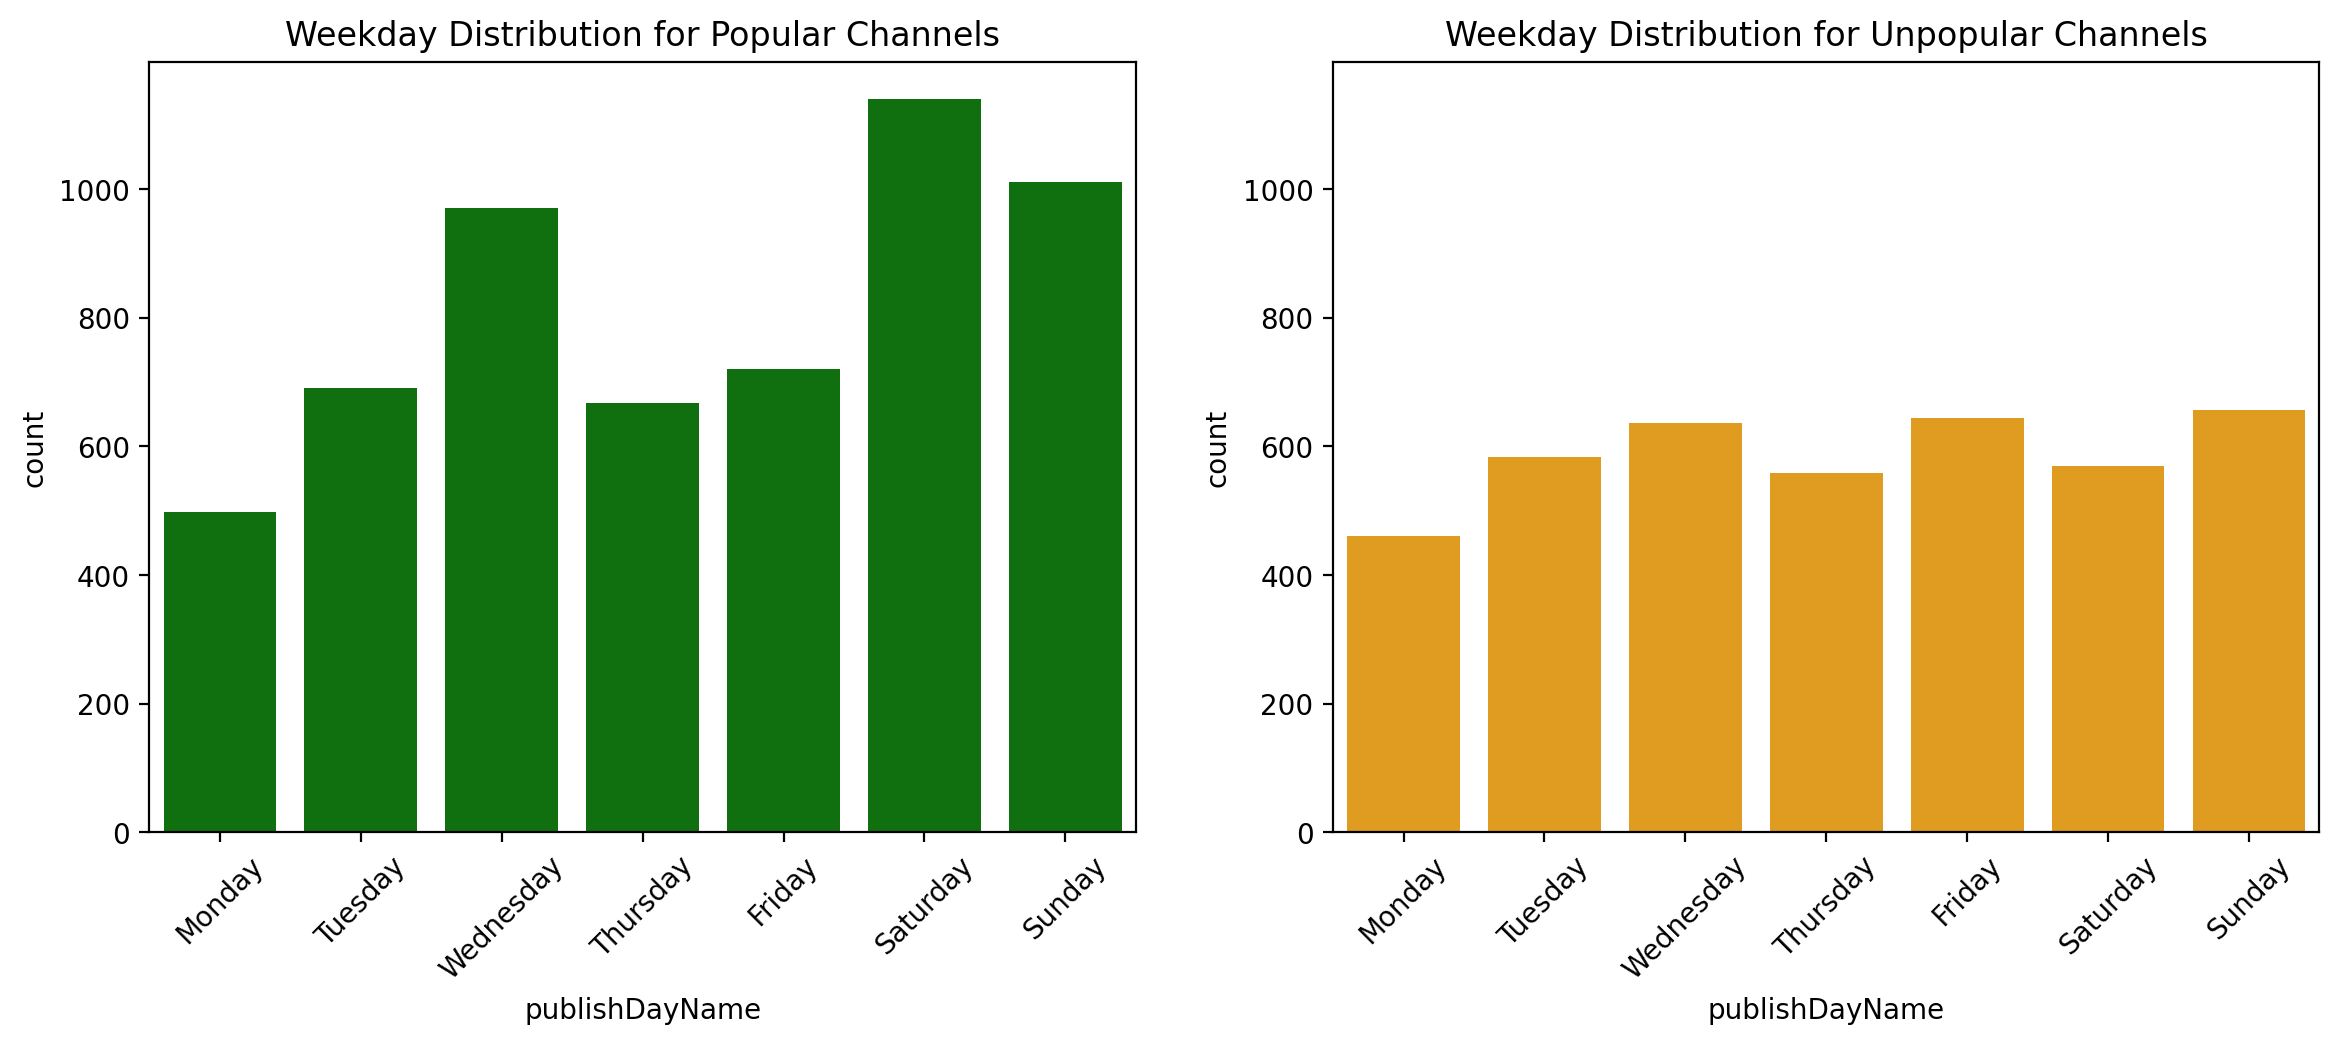 Weekday Distribution for Popular Channels
count
1000
800
600
400
200
0
Monday
Tuesday
Wednesday
Thursday
Friday
Saturday
Sunday
publishDayName
Weekday Distribution for Unpopular Channels
count
1000
800
600
400
200
0
Monday
Tuesday
Wednesday
Thursday
Friday
Saturday
Sunday
publishDayName